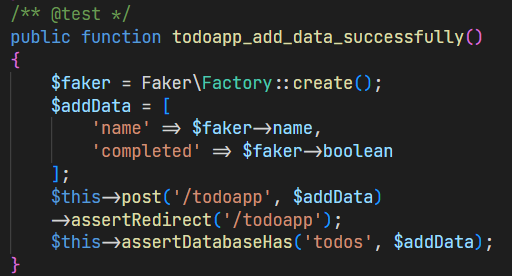 /** @test */
public function todoapp_add_data_successfully()
{
    $faker = Faker\Factory::create();
    $addData = [
        'name' => $faker->name,
        'completed' => $faker->boolean
    ];
    $this->post('/todoapp', $addData)
    ->assertRedirect('/todoapp');
    $this->assertDatabaseHas('todos', $addData);
}